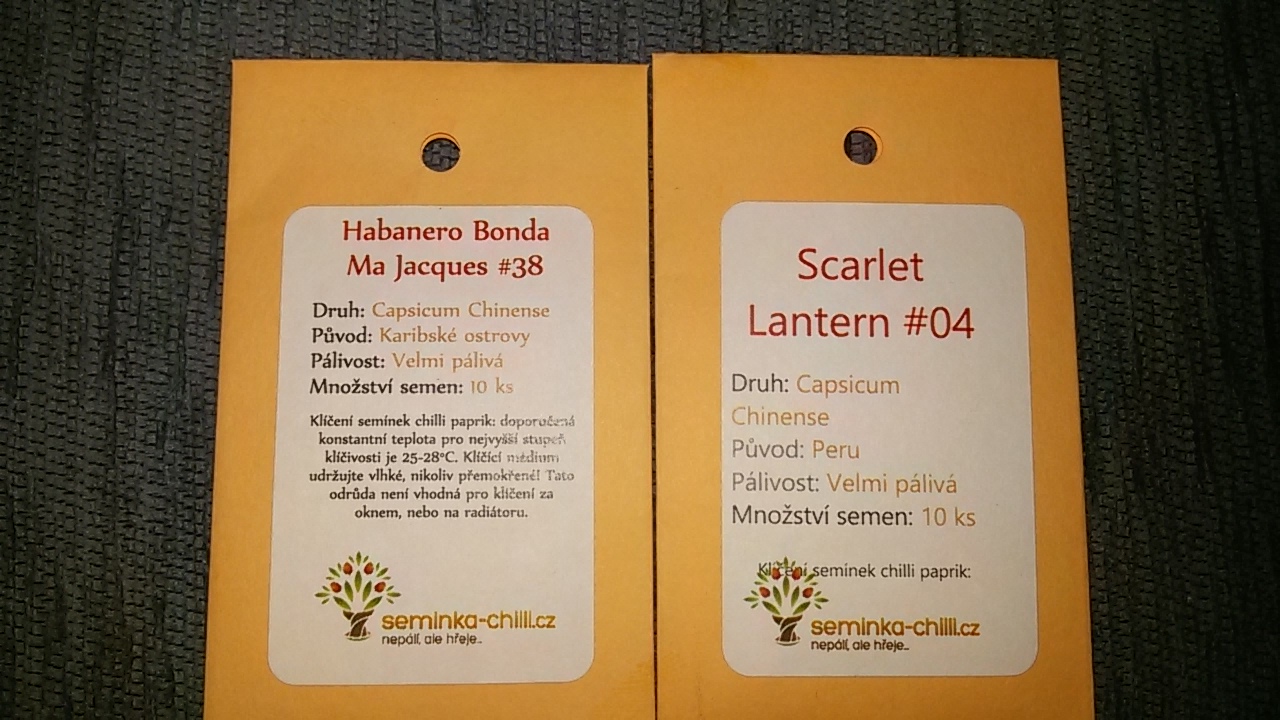 Habanero Bonda
Ma Jacques #38
Druh: Capsicum Chinense
Původ: Karibské ostrovy
Pálivost: Velmi pálivá
Množství semen: 10 ks
Klíčení semínek chilli paprik: doporučená
konstantní teplota pro nejvyšší stupeň
klíčivosti je 25-28°C. Klíčící médium
udržujte vlhké, nikoliv přemokřené! Tato
odrůda není vhodná pro klíčení za
oknem, nebo na radiátoru.
seminka-chilli.cz
nepálí, ale hřeje..
Scarlet
Lantern #04
Druh: Capsicum
Chinense
Původ: Peru
Pálivost: Velmi pálivá
Množství semen: 10 ks
Klíčení semínek chilli paprik:
seminka-chilli.cz
nepálí, ale hřeje..